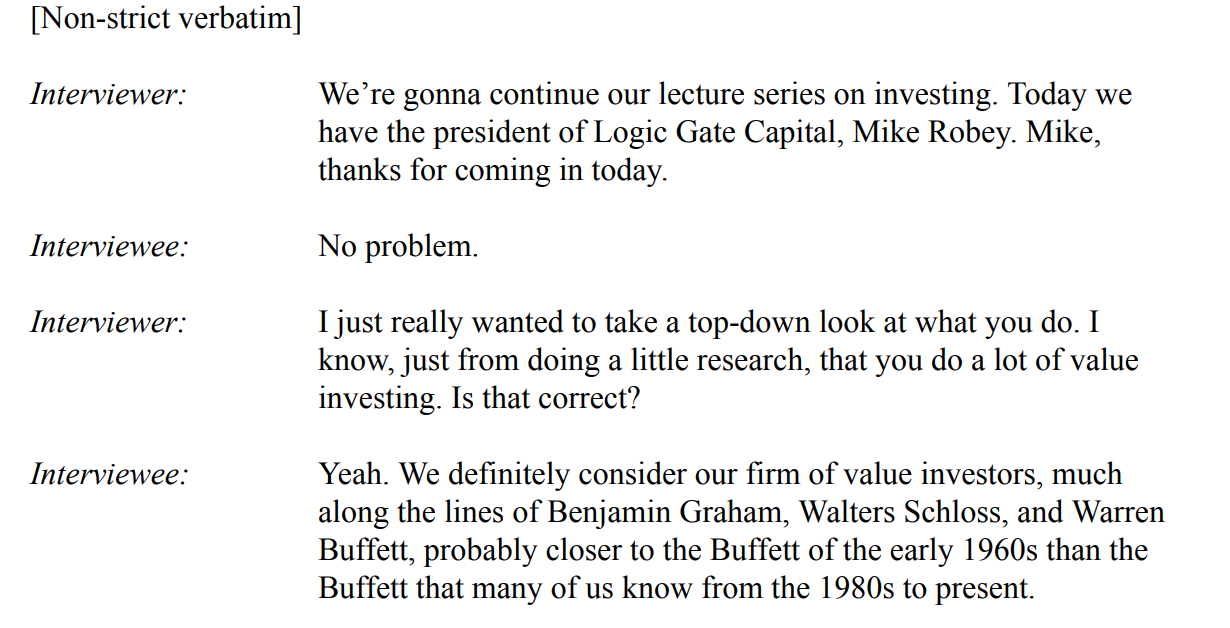 [Non-strict verbatim]
Interviewer: We’re gonna continue our lecture series on investing. Today we
have the president of Logic Gate Capital, Mike Robey. Mike,
thanks for coming in today.
Interviewee: No problem.
Interviewer: I just really wanted to take a top-down look at what you do. I
know, just from doing a little research, that you do a lot of value
investing. Is that correct?
Interviewee: Yeah. We definitely consider our firm of value investors, much
along the lines of Benjamin Graham, Walters Schloss, and Warren
Buffett, probably closer to the Buffett of the early 1960s than the
Buffett that many of us know from the 1980s to present.